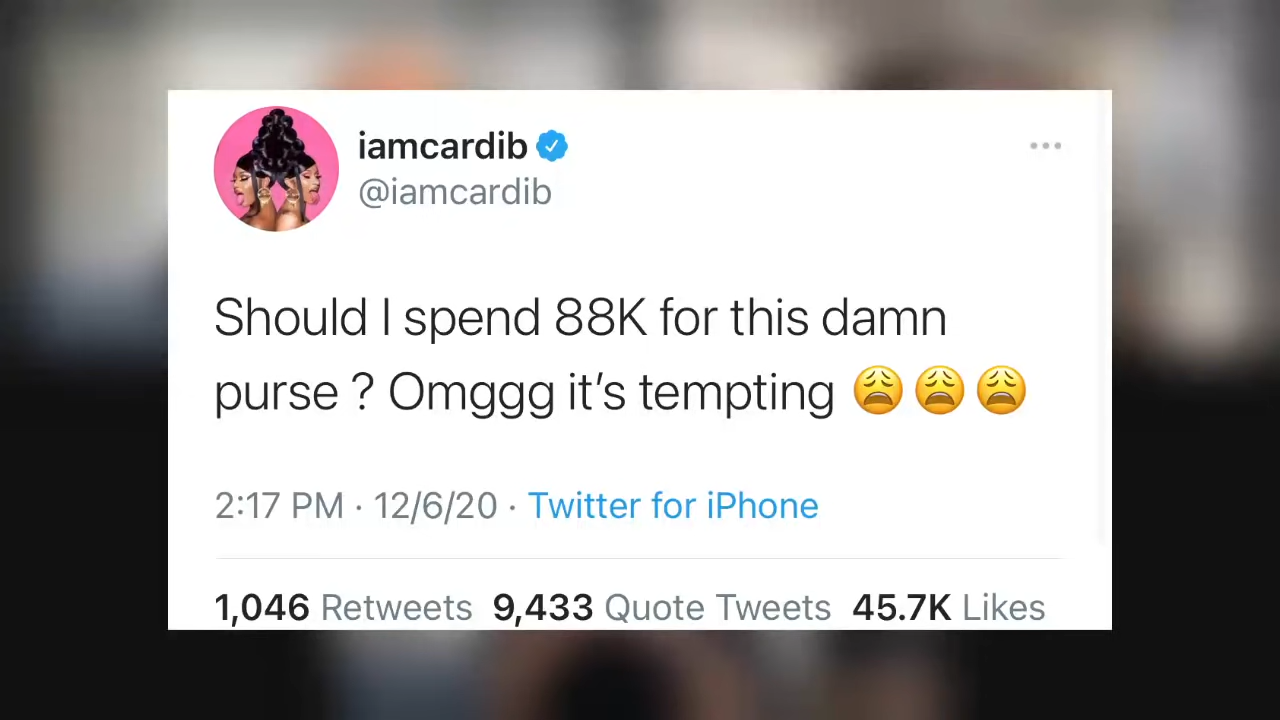 iamcardib
@iamcardib
Should I spend 88K for this damn
purse ? Omggg it’s tempting 😩😩😩
2:17 PM · 12/6/20 · Twitter for iPhone
1,046 Retweets 9,433 Quote Tweets 45.7K Likes